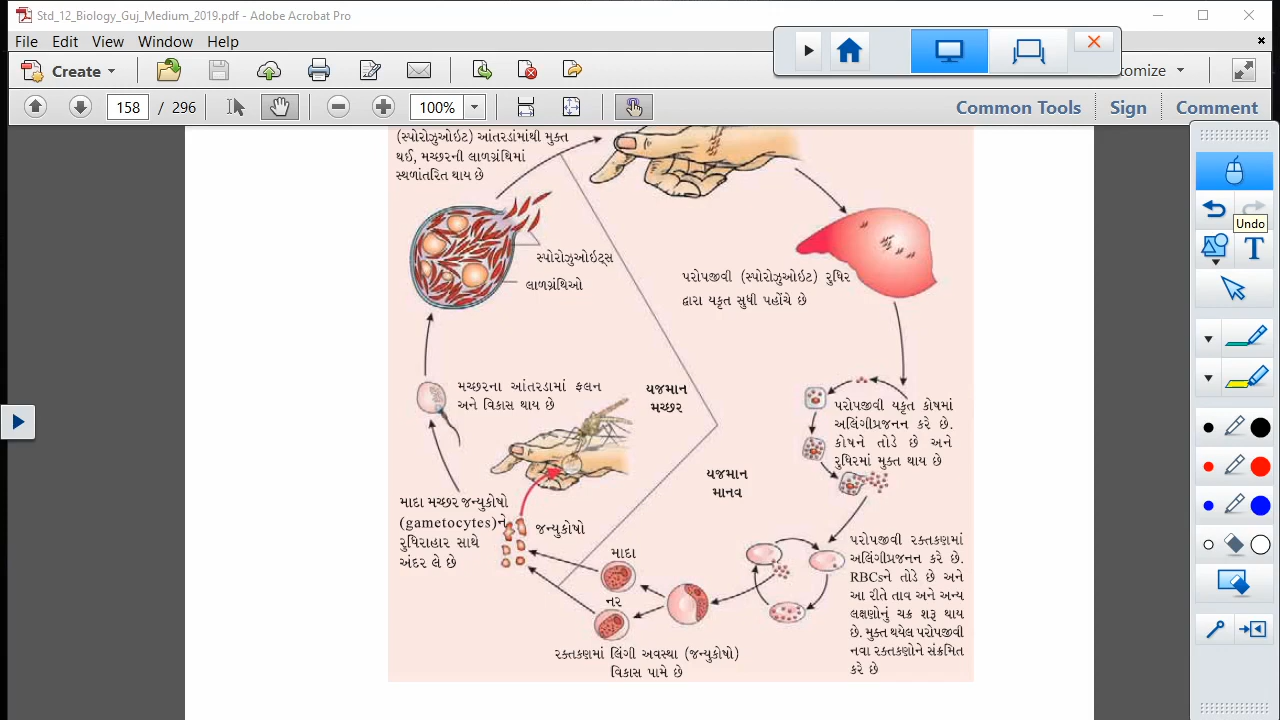 Std_12_Biology_Guj_Medium_2019.pdf - Adobe Acrobat Pro
File Edit View Window Help
Create
tomize
158 / 296
100%
Common Tools Sign Comment
Undo
T
(સ્પોરોઝુઓઇટ) આંતરડાંમાંથી મુક્ત
થઈ, મચ્છરની લાળગ્રંથિમાં
સ્થળાંતરિત થાય છે
સ્પોરોઝુઓઇટ્સ
લાળગ્રંથિઓ
પરોપજીવી (સ્પોરોઝુઓઇટ) રુધિર
દ્વારા યકૃત સુધી પહોંચે છે
મચ્છરના આંતરડામાં ફલન
અને વિકાસ થાય છે
યજમાન
મચ્છર
પરોપજીવી યકૃત કોષમાં
અલિંગીપ્રજનન કરે છે.
કોષને તોડે છે અને
રુધિરમાં મુક્ત થાય છે
યજમાન
માનવ
માદા મચ્છર જન્યુકોષો
(gametocytes)ને
રુધિરાહાર સાથે
અંદર લે છે
જન્યુકોષો
માદા
નર
પરોપજીવી રક્તકણમાં
અલિંગીપ્રજનન કરે છે.
RBCsને તોડે છે અને
આ રીતે તાવ અને અન્ય
લક્ષણોનું ચક્ર શરૂ થાય
છે. મુક્ત થયેલ પરોપજીવી
નવા રક્તકણોને સંક્રમિત
કરે છે
રક્તકણમાં લિંગી અવસ્થા (જન્યુકોષો)
વિકાસ પામે છે